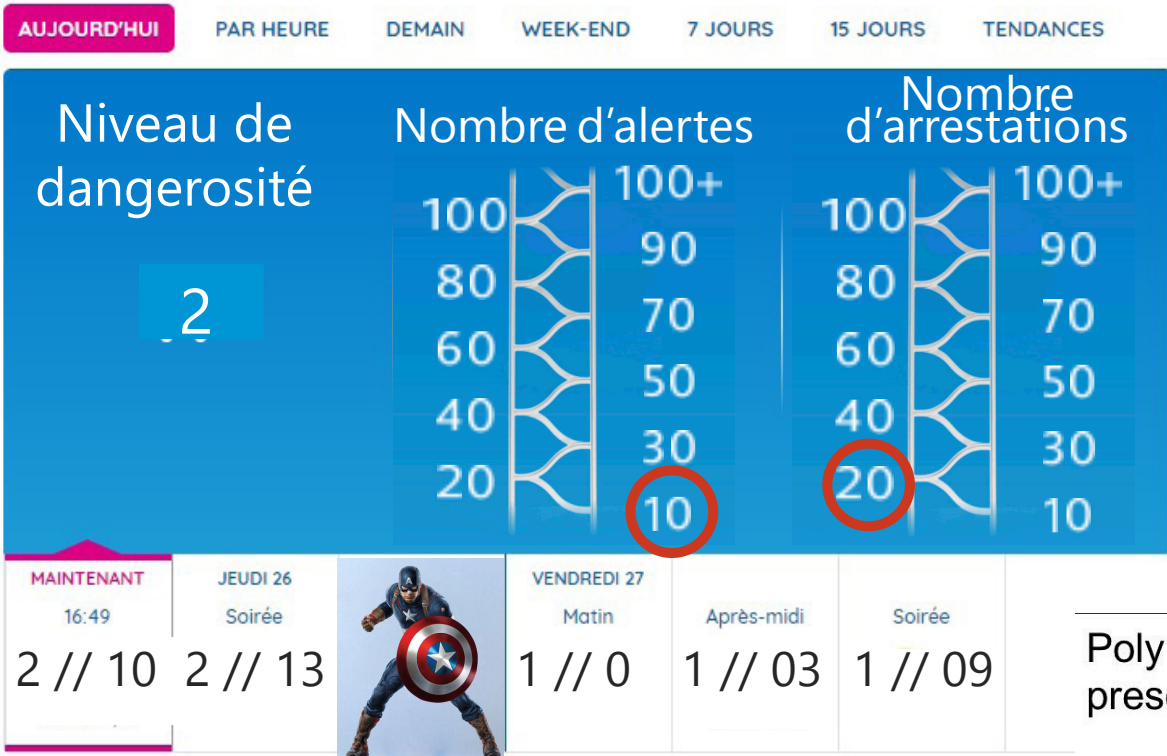 AUJOURD'HUI PAR HEURE DEMAIN WEEK-END 7 JOURS 15 JOURS TENDANCES
Niveau de
dangerosité
2
Nombre d'alertes
100+
100
90
80
70
60
50
40
30
20
10
Nombre
d'arrestations
100+
100
90
80
70
60
50
40
30
20
10
MAINTENANT
16:49
2 // 10
JEUDI 26
Soirée
2 // 13
VENDREDI 27
Matin
1 // 0
Après-midi
1 // 03
Soirée
1 // 09
Poly